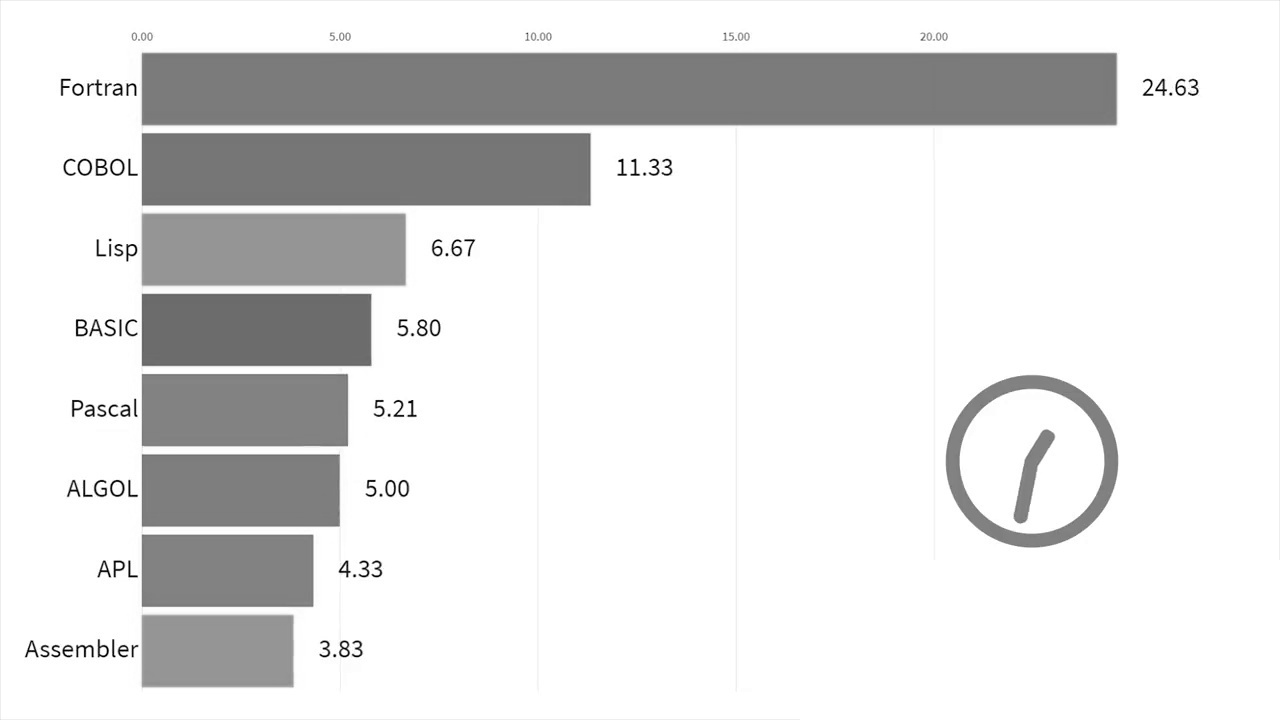 0.00 5.00 10.00 15.00 20.00
Fortran 24.63
COBOL 11.33
Lisp 6.67
BASIC 5.80
Pascal 5.21
ALGOL 5.00
APL 4.33
Assembler 3.83